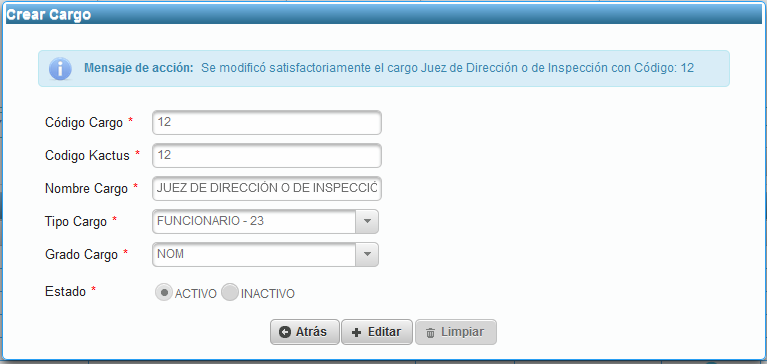 Crear Cargo
Mensaje de acción: Se modificó satisfactoriamente el cargo Juez de Dirección o de Inspección con Código: 12
Código Cargo * 12
Codigo Kactus * 12
Nombre Cargo * JUEZ DE DIRECCIÓN O DE INSPECCIÓ
Tipo Cargo * FUNCIONARIO - 23
Grado Cargo * NOM
Estado * ACTIVO INACTIVO
Atrás Editar Limpiar